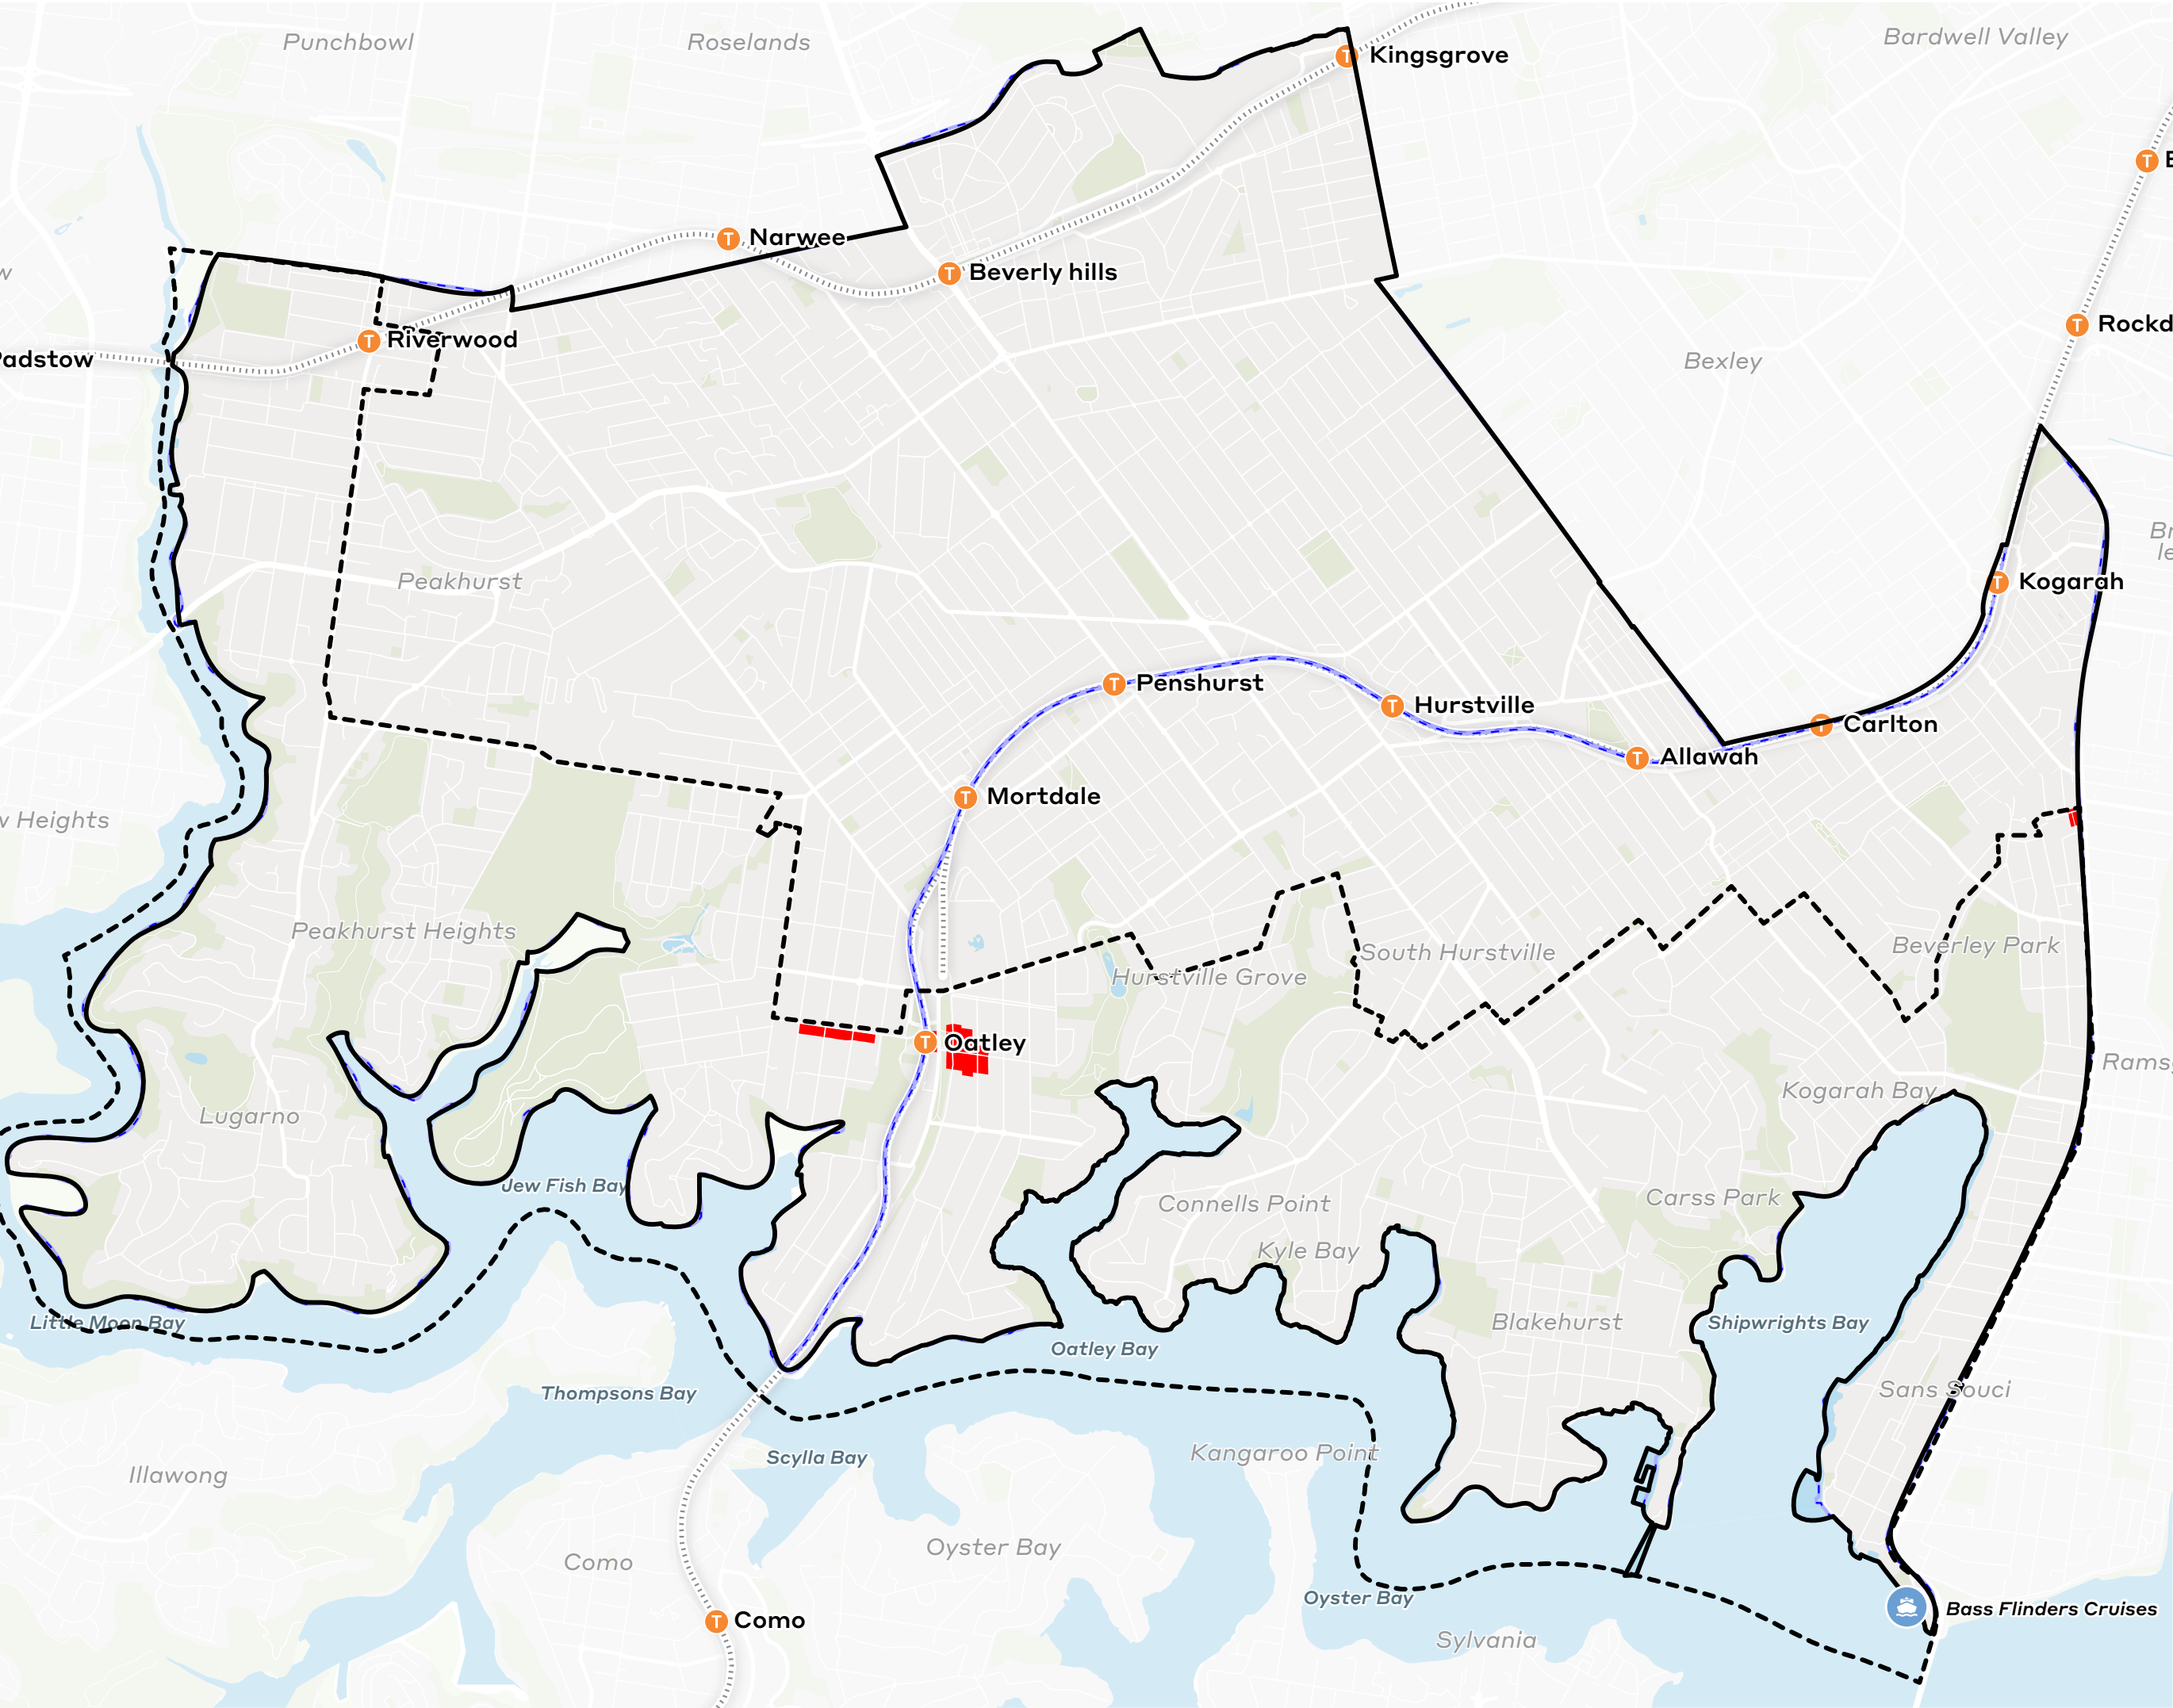 Punchbowl
Roselands
Bardwell Valley
Kingsgrove
Narwee
Beverly hills
Riverwood
Padstow
Rockd
Bexley
Kogarah
Peakhurst
Penshurst
Hurstville
Carlton
Allawah
Mortdale
w Heights
Peakhurst Heights
South Hurstville
Beverley Park
Hurstville Grove
Oatley
Rams
Kogarah Bay
Lugarno
Jew Fish Bay
Connells Point
Carss Park
Kyle Bay
Little Moon Bay
Blakehurst
Shipwrights Bay
Oatley Bay
Thompsons Bay
Sans Souci
Scylla Bay
Kangaroo Point
Illawong
Como
Oyster Bay
Oyster Bay
Bass Flinders Cruises
Como
Sylvania